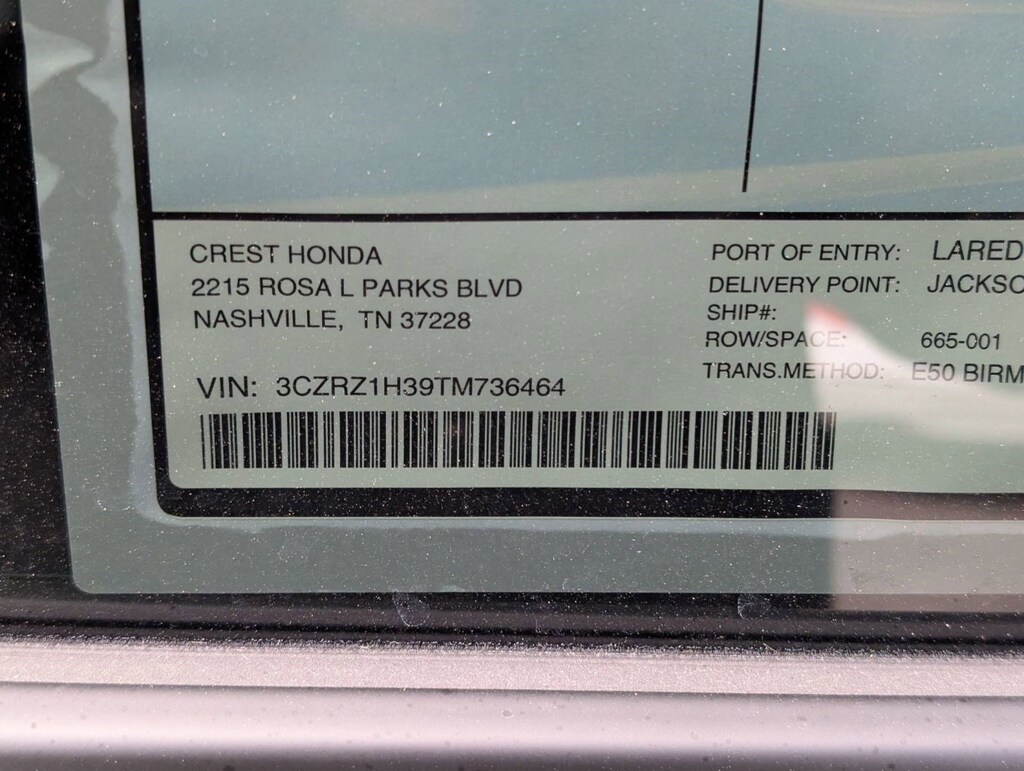 CREST HONDA
2215 ROSA L PARKS BLVD
NASHVILLE, TN 37228
VIN: 3CZRZ1H39TM736464
PORT OF ENTRY: LARED
DELIVERY POINT: JACKSO
SHIP#:
ROW/SPACE: 665-001
TRANS.METHOD: E50 BIRM